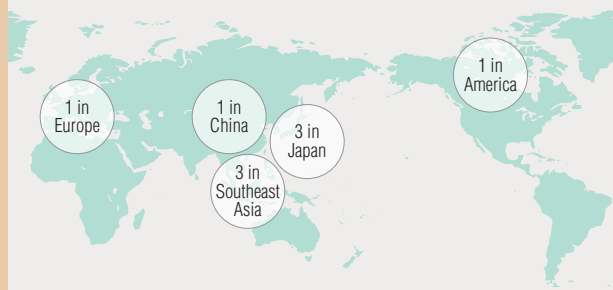 1 in
Europe
1 in
China
3 in
Japan
3 in
Southeast
Asia
1 in
America